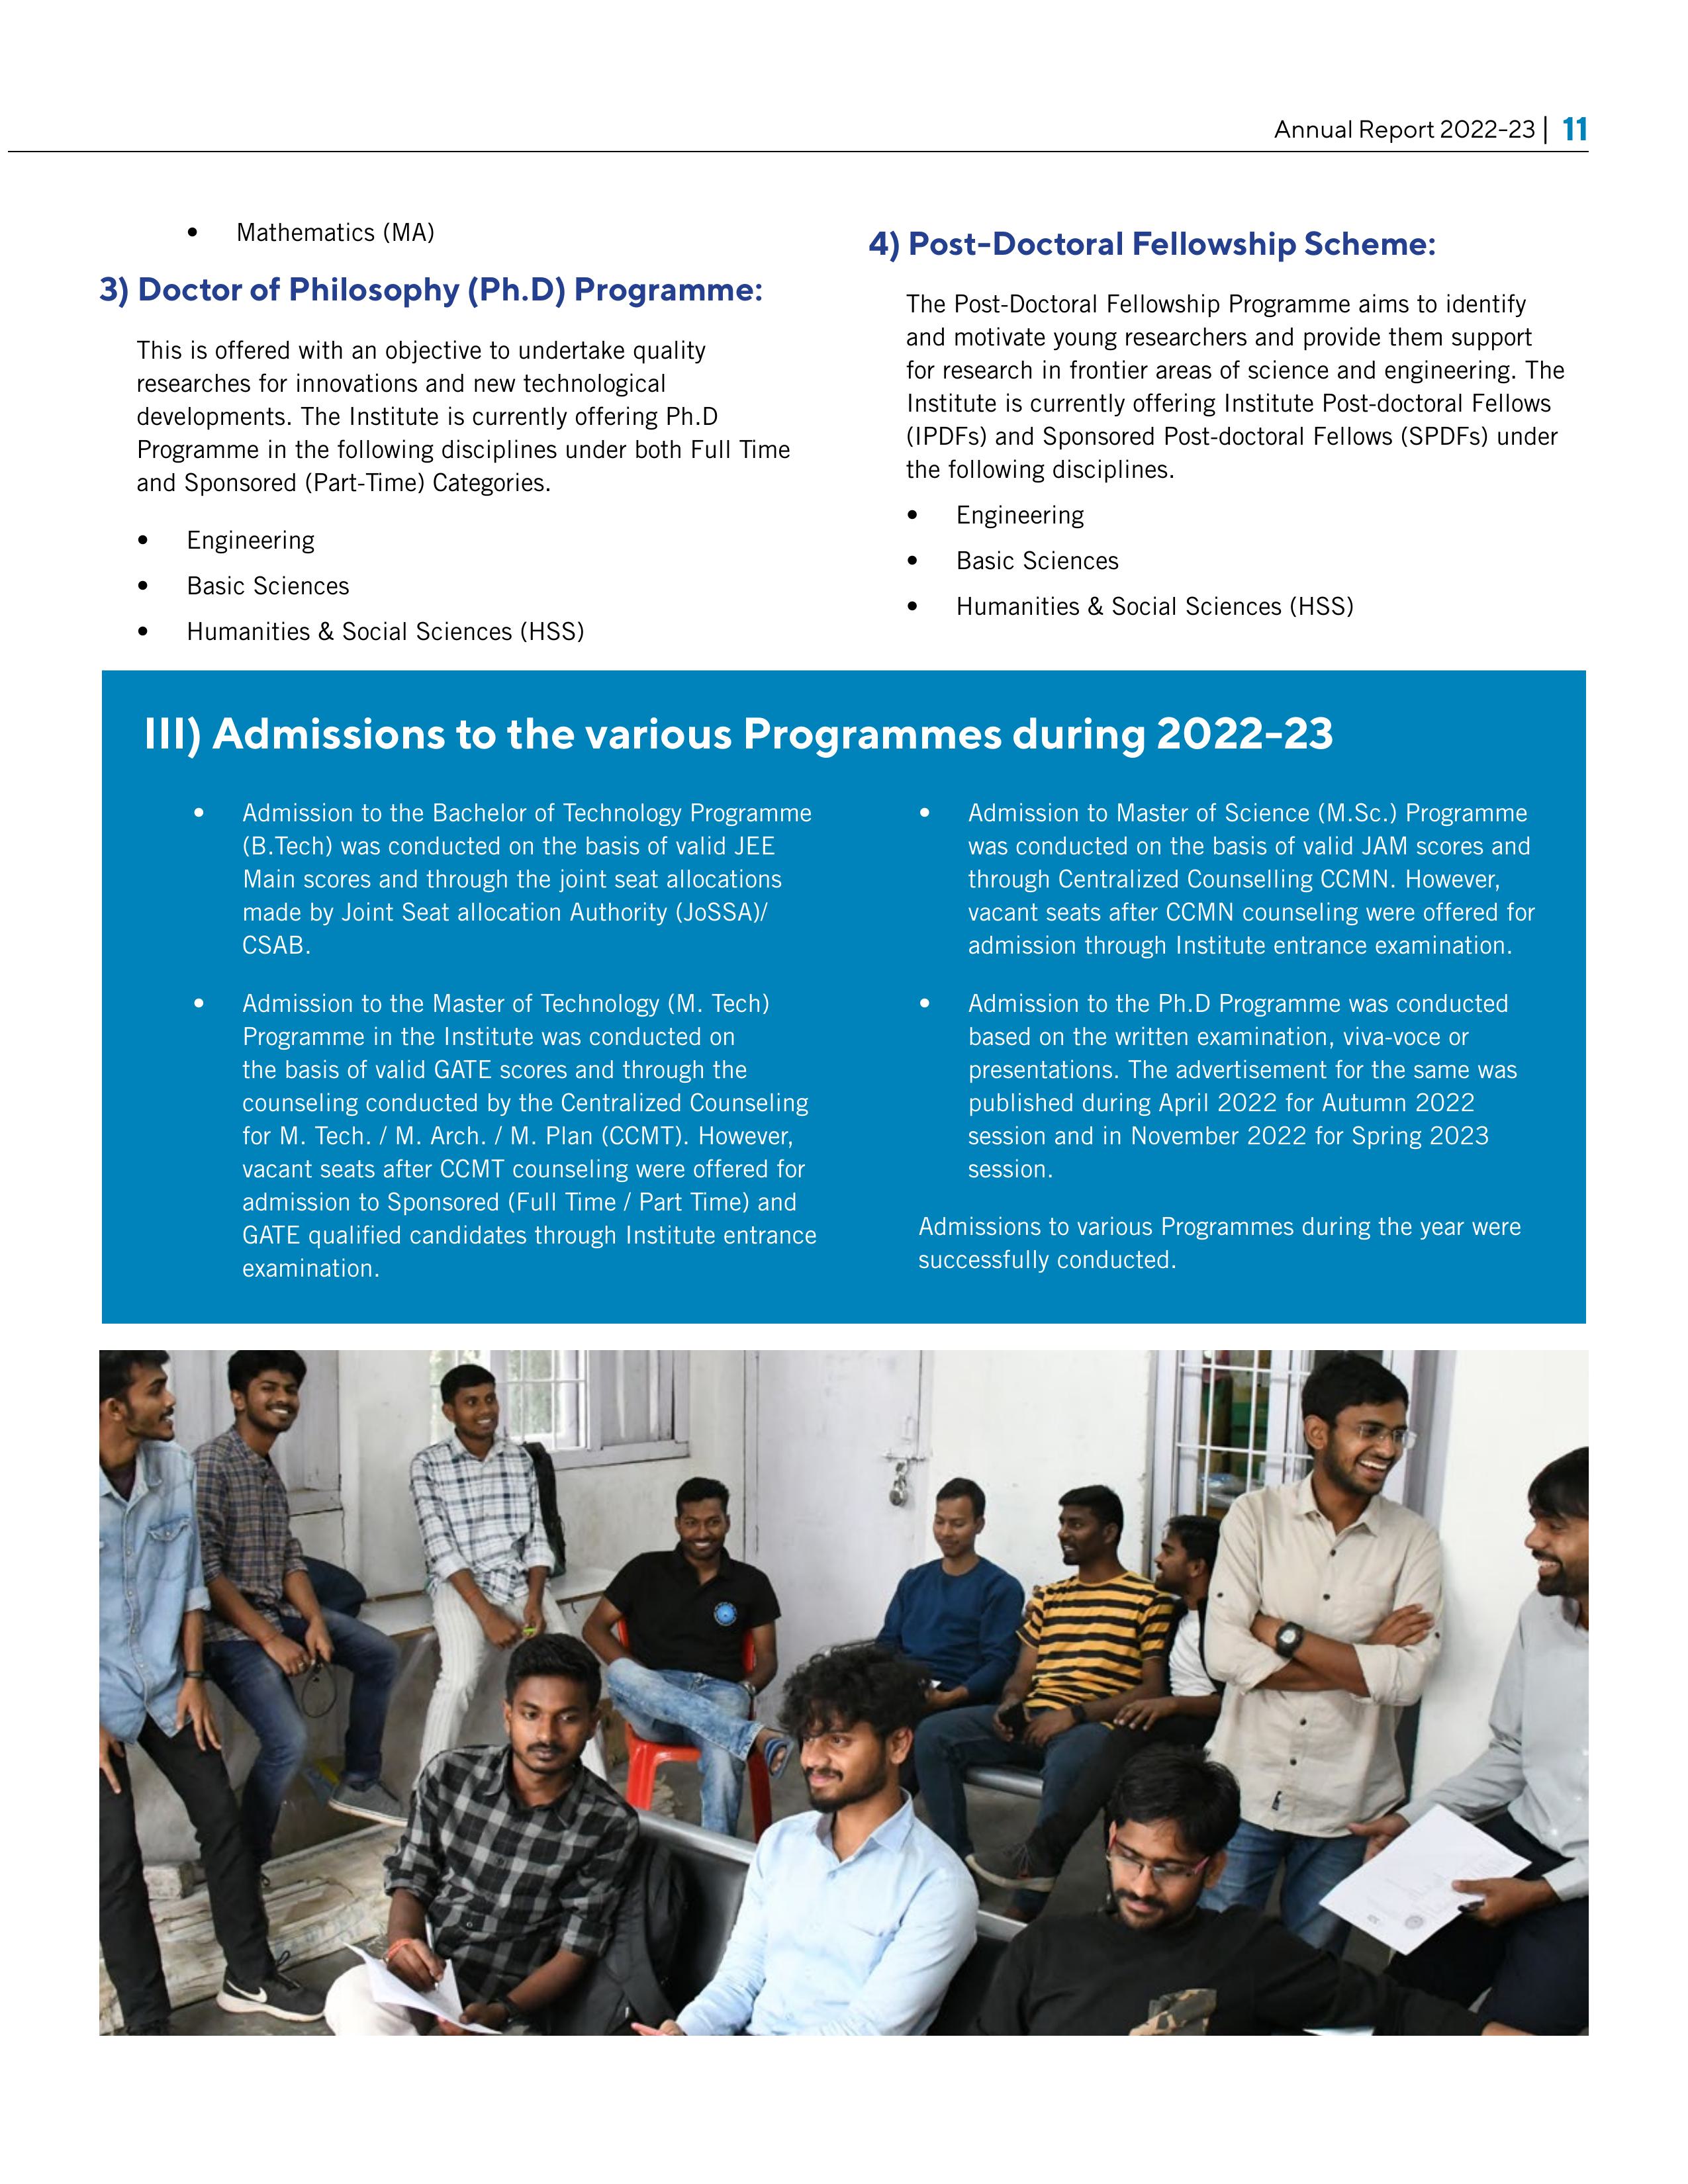 Annual Report 2022-23 | 11
• Mathematics (MA)
3) Doctor of Philosophy (Ph.D) Programme:
This is offered with an objective to undertake quality
researches for innovations and new technological
developments. The Institute is currently offering Ph.D
Programme in the following disciplines under both Full Time
and Sponsored (Part-Time) Categories.
• Engineering
• Basic Sciences
• Humanities & Social Sciences (HSS)
4) Post-Doctoral Fellowship Scheme:
The Post-Doctoral Fellowship Programme aims to identify
and motivate young researchers and provide them support
for research in frontier areas of science and engineering. The
Institute is currently offering Institute Post-doctoral Fellows
(IPDFs) and Sponsored Post-doctoral Fellows (SPDFs) under
the following disciplines.
• Engineering
• Basic Sciences
• Humanities & Social Sciences (HSS)
III) Admissions to the various Programmes during 2022-23
• Admission to the Bachelor of Technology Programme
(B.Tech) was conducted on the basis of valid JEE
Main scores and through the joint seat allocations
made by Joint Seat allocation Authority (JoSSA)/
CSAB.
• Admission to the Master of Technology (M. Tech)
Programme in the Institute was conducted on
the basis of valid GATE scores and through the
counseling conducted by the Centralized Counseling
for M. Tech. / M. Arch. / M. Plan (CCMT). However,
vacant seats after CCMT counseling were offered for
admission to Sponsored (Full Time / Part Time) and
GATE qualified candidates through Institute entrance
examination.
• Admission to Master of Science (M.Sc.) Programme
was conducted on the basis of valid JAM scores and
through Centralized Counselling CCMN. However,
vacant seats after CCMN counseling were offered for
admission through Institute entrance examination.
• Admission to the Ph.D Programme was conducted
based on the written examination, viva-voce or
presentations. The advertisement for the same was
published during April 2022 for Autumn 2022
session and in November 2022 for Spring 2023
session.
Admissions to various Programmes during the year were
successfully conducted.